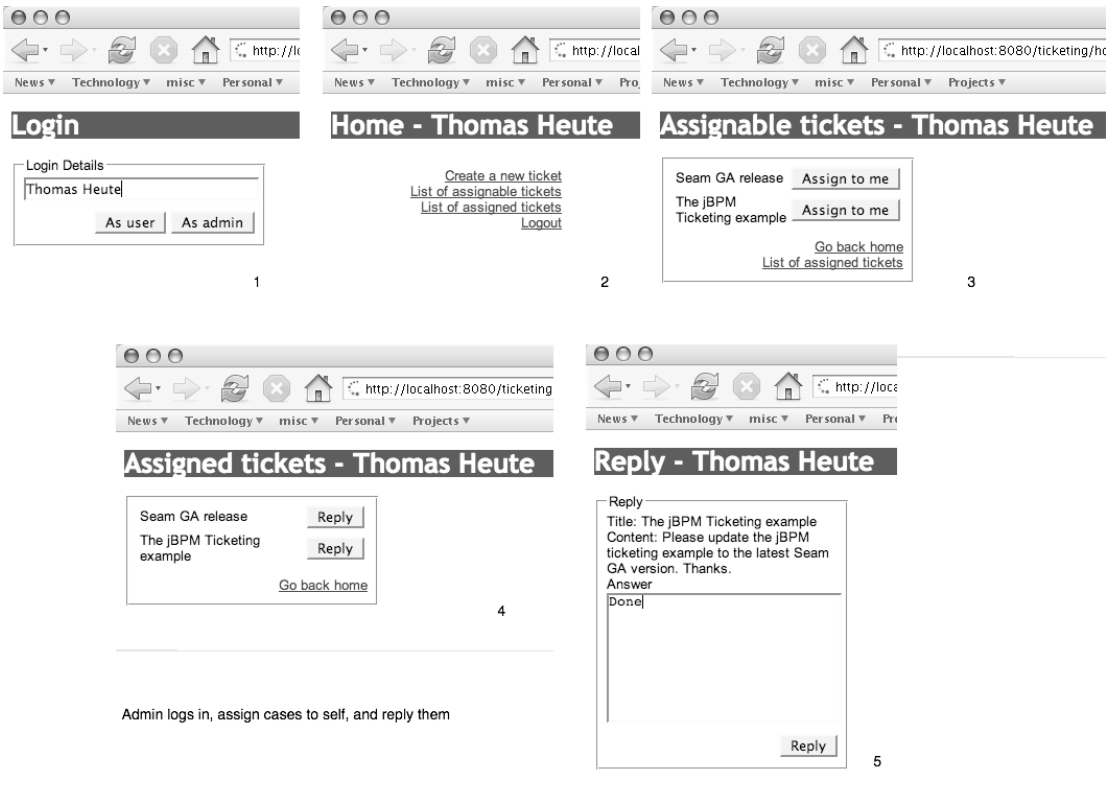 http://lo
News Technology misc Personal
Login
Login Details
Thomas Heute
As user As admin
1
http://local
News Technology misc Personal Pro
Home - Thomas Heute
Create a new ticket
List of assignable tickets
List of assigned tickets
Logout
2
http://localhost:8080/ticketing/ho
News Technology misc Personal Projects
Assignable tickets - Thomas Heute
Seam GA release Assign to me
The jBPM
Ticketing example Assign to me
Go back home
List of assigned tickets
3
http://localhost:8080/ticketing
News Technology misc Personal Projects
Assigned tickets - Thomas Heute
Seam GA release Reply
The jBPM Ticketing
example Reply
Go back home
4
Admin logs in, assign cases to self, and reply them
http://loca
News Technology misc Personal Pr
Reply - Thomas Heute
Reply
Title: The jBPM Ticketing example
Content: Please update the jBPM
ticketing example to the latest Seam
GA version. Thanks.
Answer
Done
Reply
5